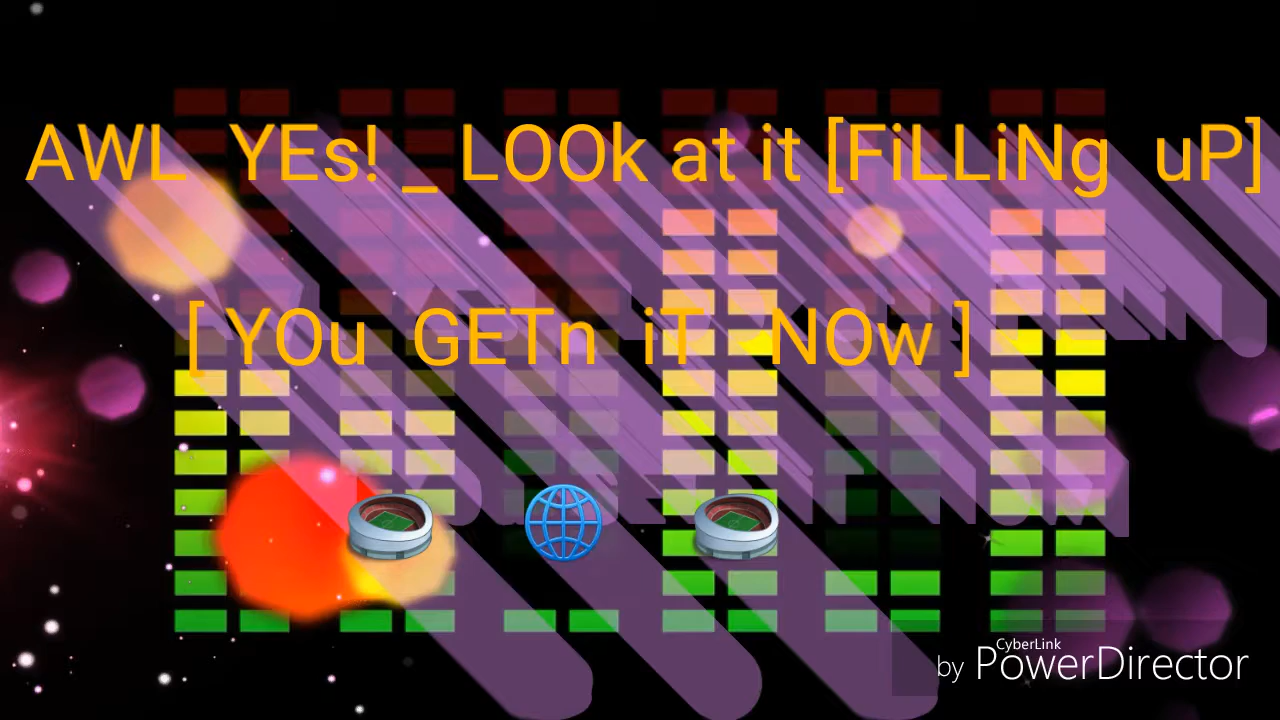 AWL YEs! _ LOOk at it [FiLLiNg uP]
[ YOu GETn iT NOw ]
CyberLink
by PowerDirector